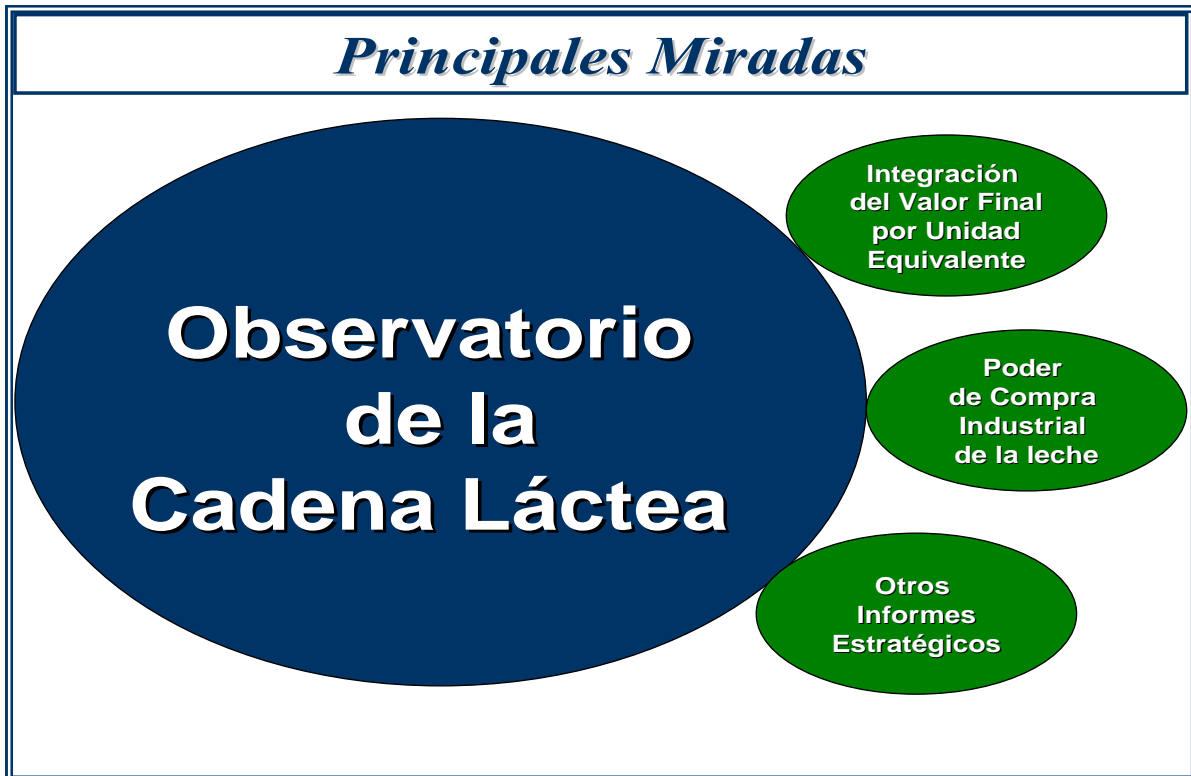 Principales Miradas
Observatorio
de la
Cadena Láctea
Integración
del Valor Final
por Unidad
Equivalente
Poder
de Compra
Industrial
de la leche
Otros
Informes
Estratégicos